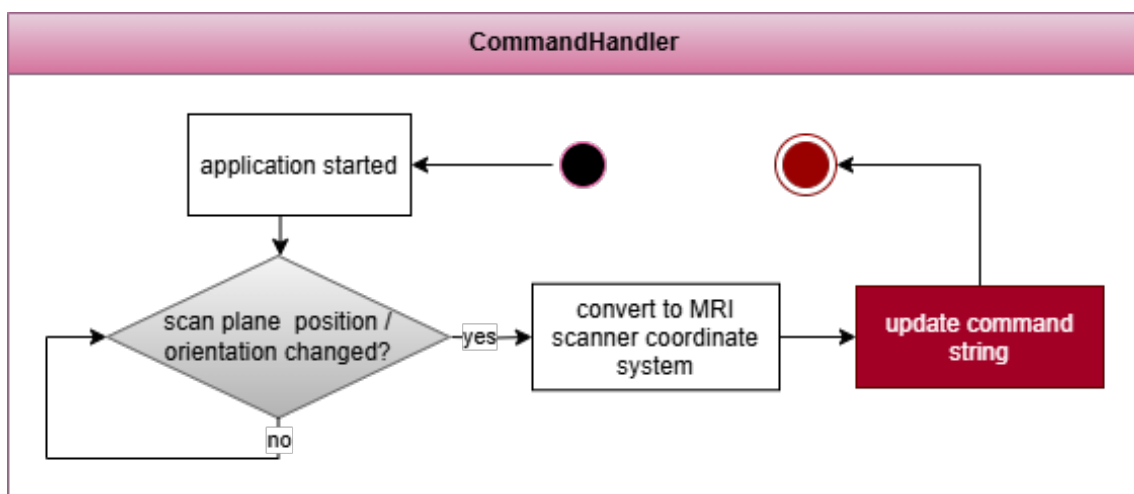 CommandHandler
application started
scan plane position /
orientation changed?
yes
convert to MRI
scanner coordinate
system
update command
string
no